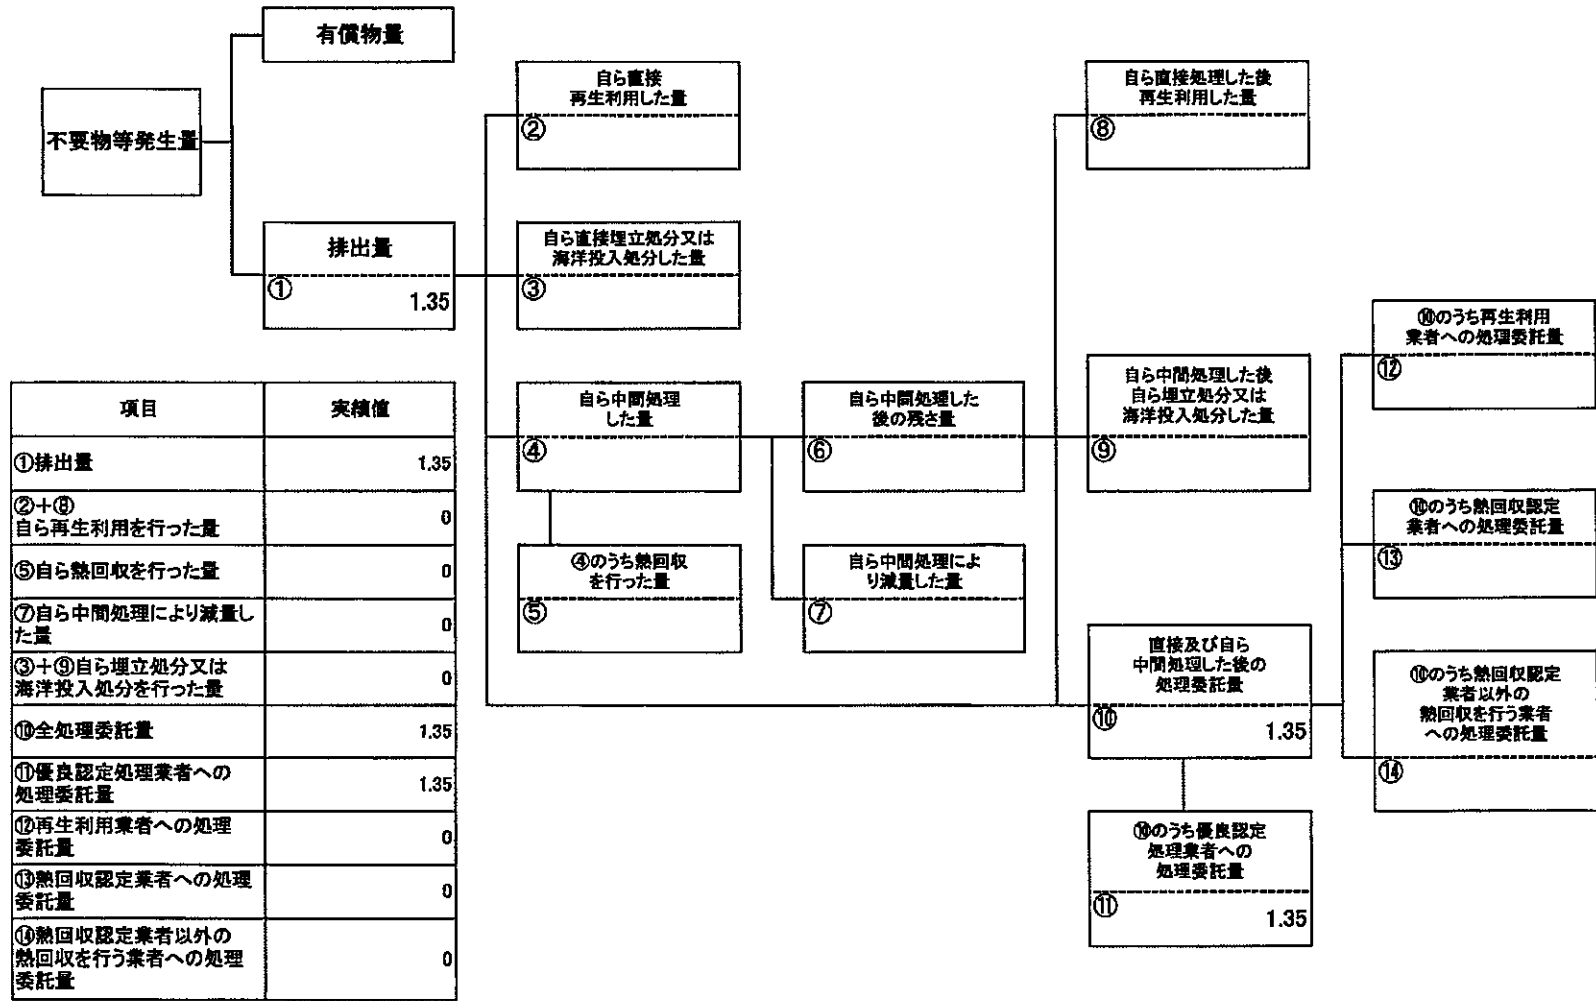 有償物量
不要物等発生量
排出量
①
1.35
自ら直接
再生利用した量
②
自ら直接埋立処分又は
海洋投入処分した量
③
自ら中間処理
した量
④
④のうち熱回収
を行った量
⑤
自ら中間処理した
後の残さ量
⑥
自ら中間処理によ
り減量した量
⑦
自ら直接処理した後
再生利用した量
⑧
自ら中間処理した後
自ら埋立処分又は
海洋投入処分した量
⑨
直接及び自ら
中間処理した後の
処理委託量
⑩
1.35
⑩のうち優良認定
処理業者への
処理委託量
⑪
1.35
⑩のうち再生利用
業者への処理委託量
⑫
⑩のうち熱回収認定
業者への処理委託量
⑬
⑩のうち熱回収認定
業者以外の
熱回収を行う業者
への処理委託量
⑭
項目 実績値
①排出量 1.35
②+⑧
自ら再生利用を行った量 0
⑤自ら熱回収を行った量 0
⑦自ら中間処理により減量し
た量 0
③+⑨自ら埋立処分又は
海洋投入処分を行った量 0
⑩全処理委託量 1.35
⑪優良認定処理業者への
処理委託量 1.35
⑫再生利用業者への処理
委託量 0
⑬熱回収認定業者への処理
委託量 0
⑭熱回収認定業者以外の
熱回収を行う業者への処理
委託量 0